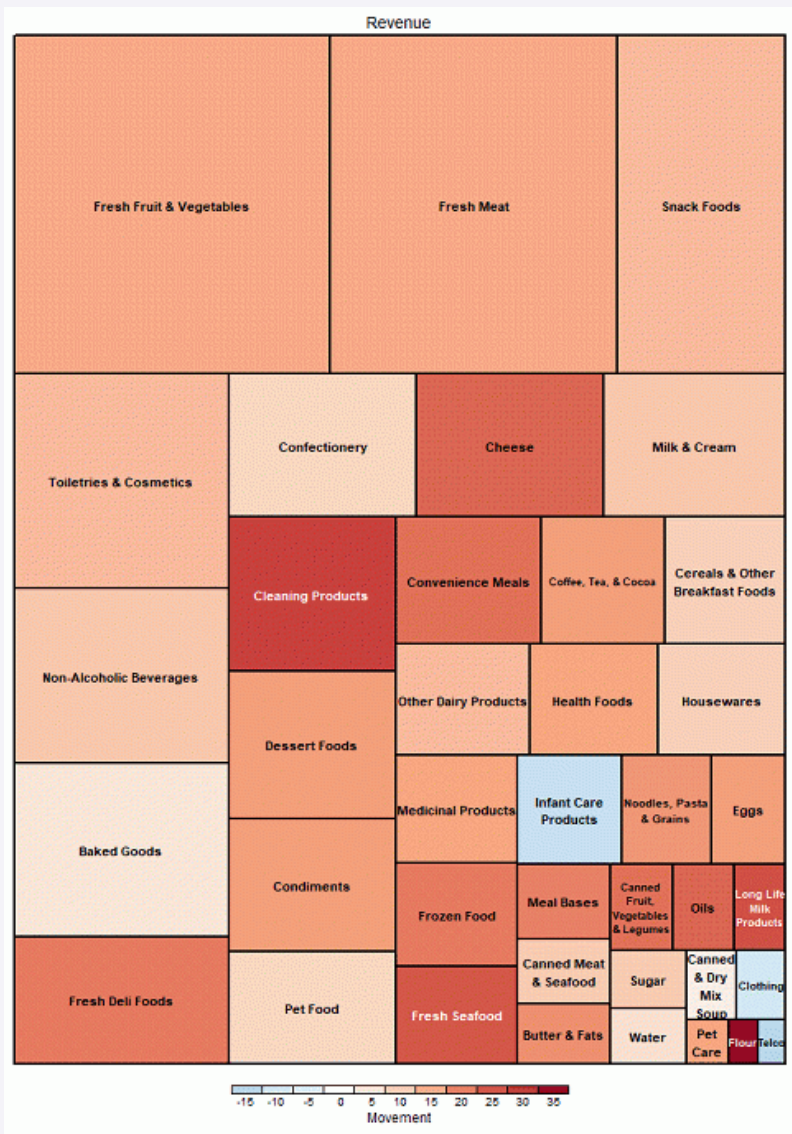 Revenue
Fresh Fruit & Vegetables
Fresh Meat
Snack Foods
Toiletries & Cosmetics
Confectionery
Cheese
Milk & Cream
Cleaning Products
Convenience Meals
Coffee, Tea, & Cocoa
Cereals & Other
Breakfast Foods
Non-Alcoholic Beverages
Other Dairy Products
Health Foods
Housewares
Dessert Foods
Medicinal Products
Infant Care
Products
Noodles, Pasta
& Grains
Eggs
Baked Goods
Condiments
Frozen Food
Meal Bases
Canned
Fruit,
Vegetables
& Legumes
Oils
Long Life
Milk
Products
Fresh Deli Foods
Pet Food
Fresh Seafood
Canned Meat
& Seafood
Sugar
Canned
& Dry
Mix
Soup
Clothing
Butter & Fats
Water
Pet
Care
Flour
Telco
-15 -10 -5 0 5 10 15 20 25 30 35
Movement